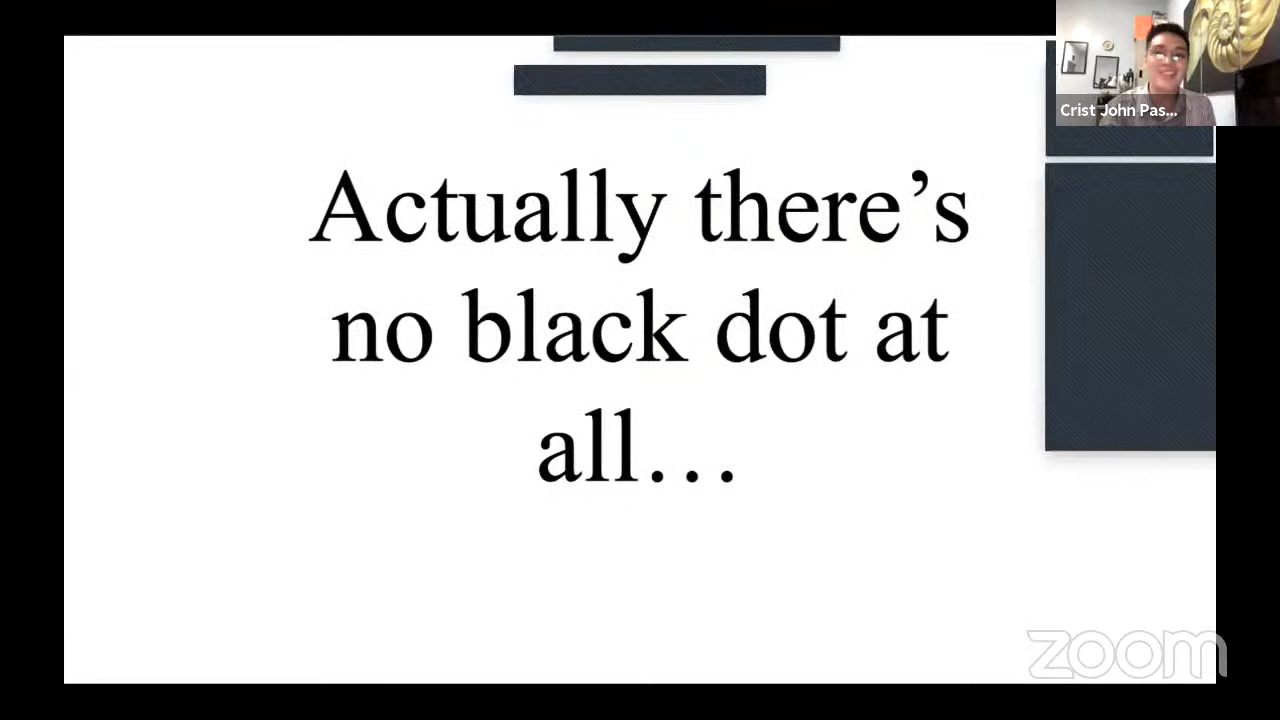 Crist John Pas...
Actually there’s
no black dot at
all…
zoom